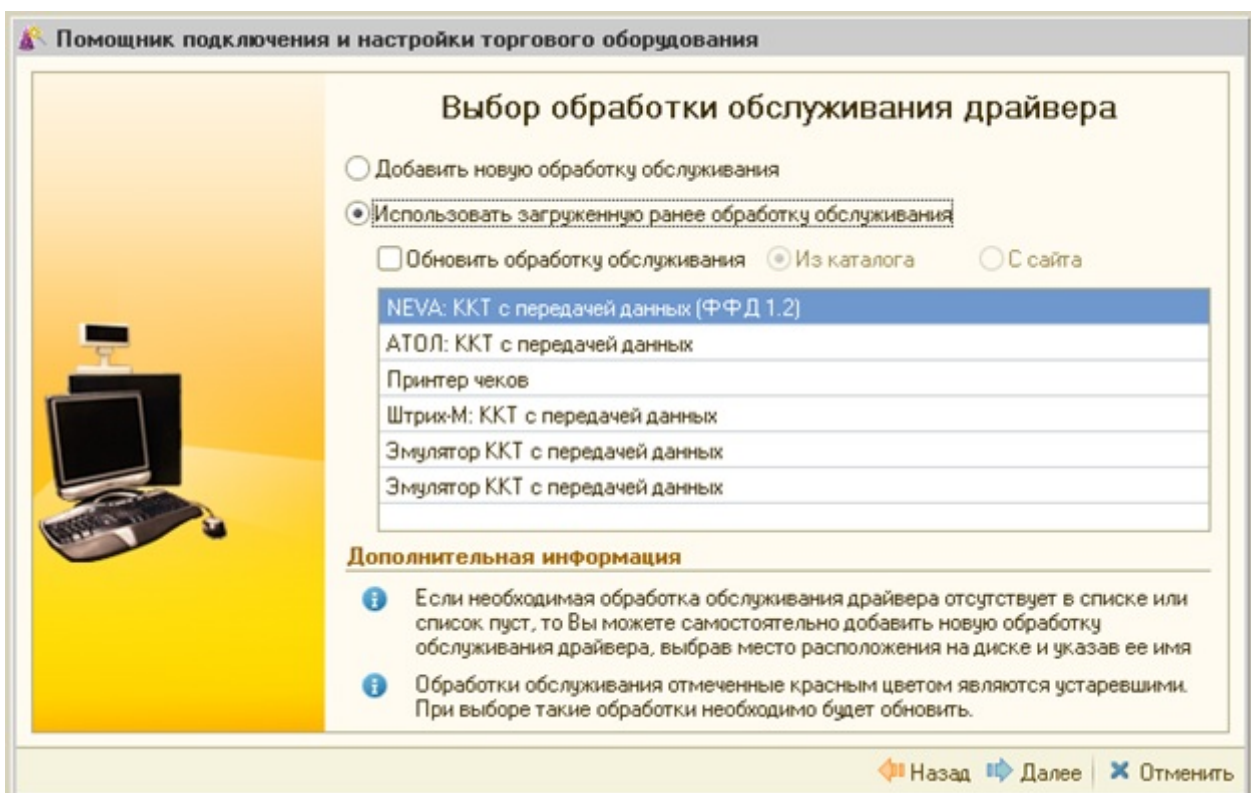 Помощник подключения и настройки торгового оборудования
Выбор обработки обслуживания драйвера
Добавить новую обработку обслуживания
Использовать загруженную ранее обработку обслуживания
Обновить обработку обслуживания Из каталога С сайта
NEVA: ККТ с передачей данных (ФФД 1.2)
АТОЛ: ККТ с передачей данных
Принтер чеков
Штрих-М: ККТ с передачей данных
Эмулятор ККТ с передачей данных
Эмулятор ККТ с передачей данных
Дополнительная информация
Если необходимая обработка обслуживания драйвера отсутствует в списке или
список пуст, то Вы можете самостоятельно добавить новую обработку
обслуживания драйвера, выбрав место расположения на диске и указав ее имя
Обработки обслуживания отмеченные красным цветом являются устаревшими.
При выборе такие обработки необходимо будет обновить.
Назад Далее Отменить